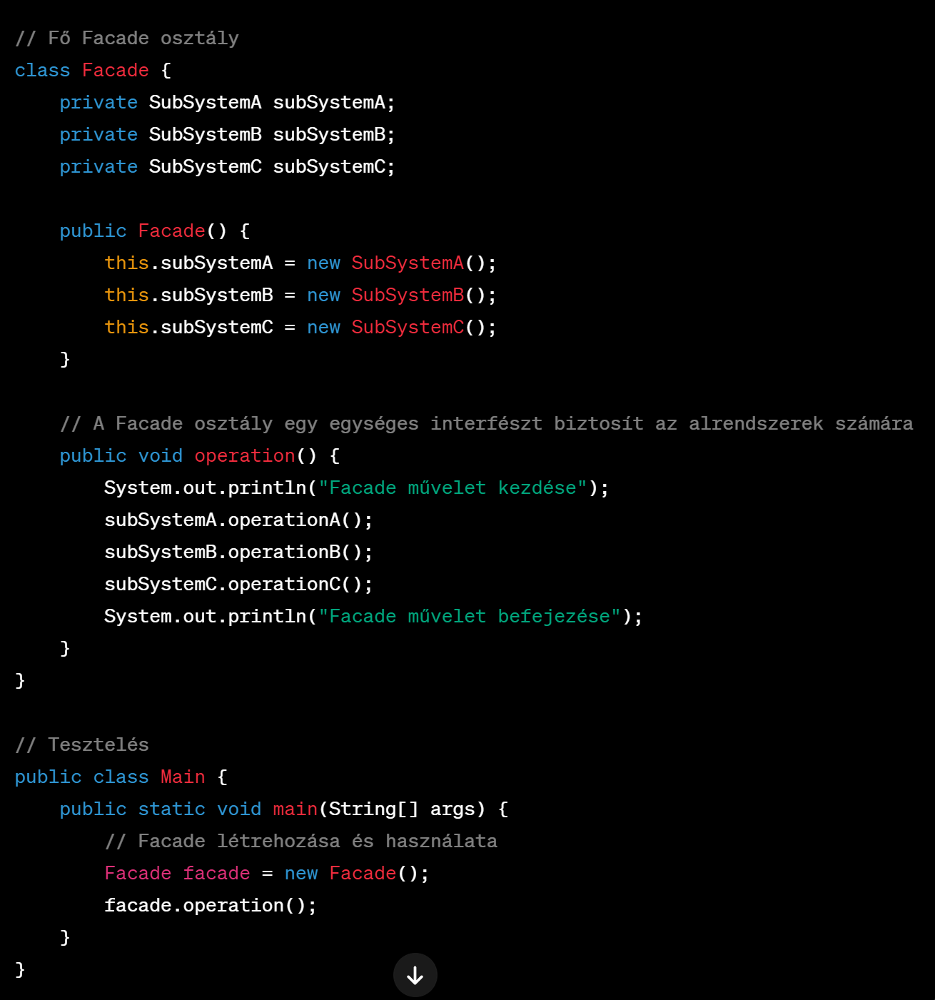 // Fő Facade osztály
class Facade {
    private SubSystemA subSystemA;
    private SubSystemB subSystemB;
    private SubSystemC subSystemC;

    public Facade() {
        this.subSystemA = new SubSystemA();
        this.subSystemB = new SubSystemB();
        this.subSystemC = new SubSystemC();
    }

    // A Facade osztály egy egységes interfészt biztosít az alrendszerek számára
    public void operation() {
        System.out.println("Facade művelet kezdése");
        subSystemA.operationA();
        subSystemB.operationB();
        subSystemC.operationC();
        System.out.println("Facade művelet befejezése");
    }
}

// Tesztelés
public class Main {
    public static void main(String[] args) {
        // Facade létrehozása és használata
        Facade facade = new Facade();
        facade.operation();
    }
}